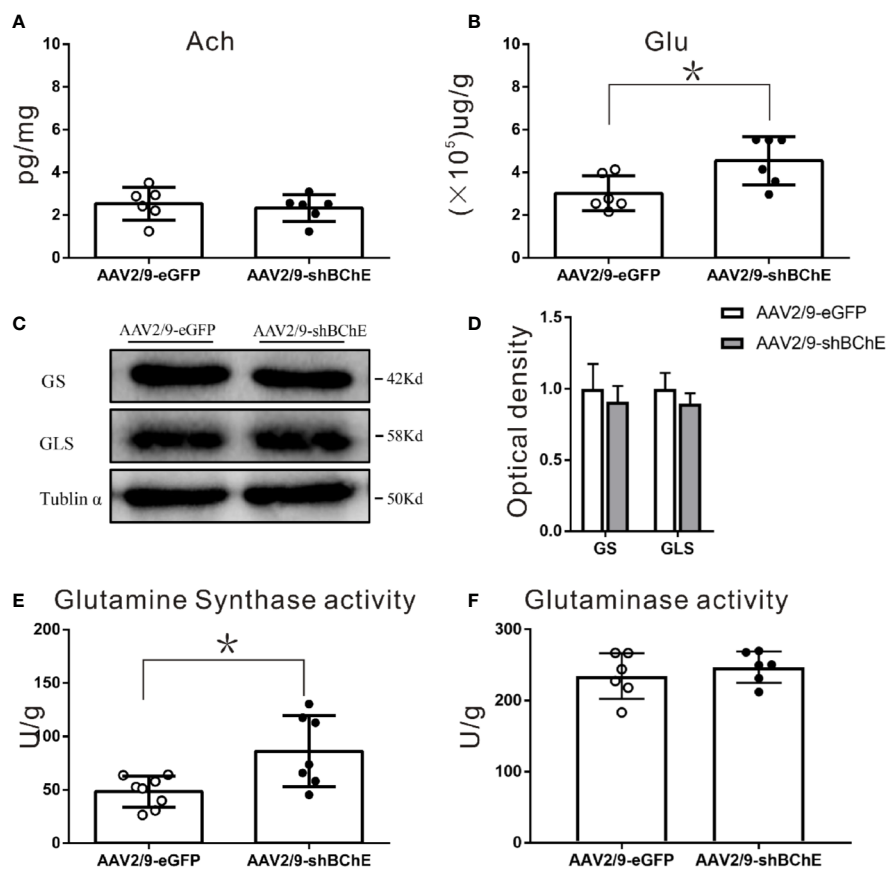 A
Ach
10
8
6
4
2
0
pg/mg
AAV2/9-eGFP
AAV2/9-shBChE
B
Glu
*
10
8
6
4
2
0
(×10⁵)ug/g
AAV2/9-eGFP
AAV2/9-shBChE
C
AAV2/9-eGFP AAV2/9-shBChE
GS
- 42Kd
GLS
- 58Kd
Tublin α
- 50Kd
D
AAV2/9-eGFP
AAV2/9-shBChE
1.5
1.0
0.5
0.0
Optical density
GS
GLS
E
Glutamine Synthase activity
*
200
150
100
50
0
U/g
AAV2/9-eGFP
AAV2/9-shBChE
F
Glutaminase activity
300
200
100
0
U/g
AAV2/9-eGFP
AAV2/9-shBChE